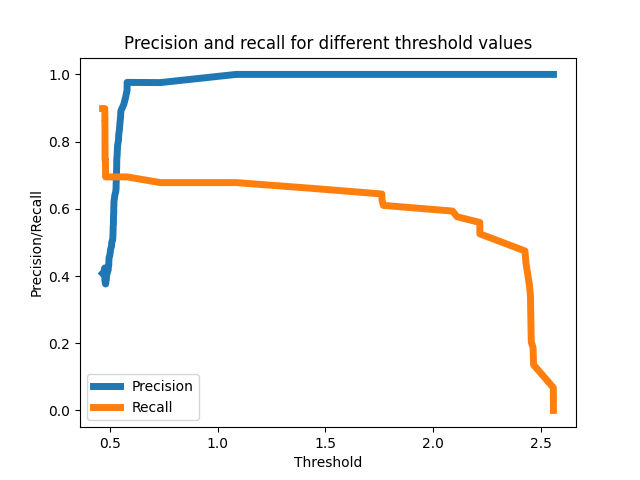 Precision and recall for different threshold values
1.0
0.8
0.6
0.4
0.2
0.0
Precision/Recall
Precision
Recall
0.5
1.0
1.5
2.0
2.5
Threshold